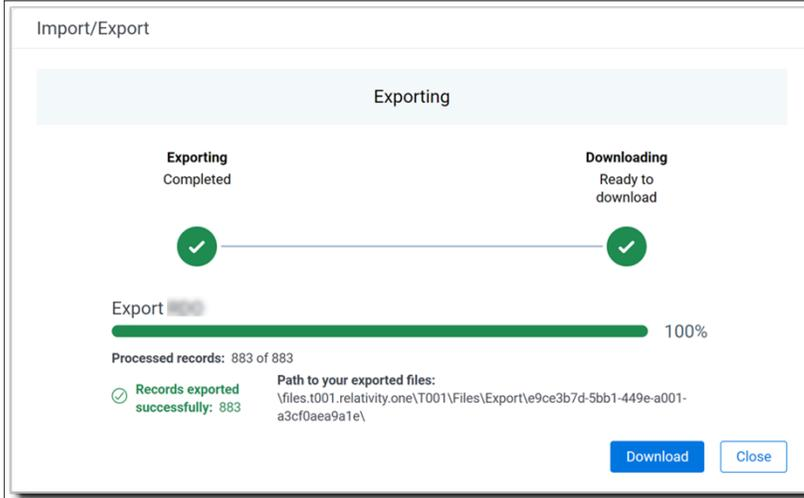 Import/Export
Exporting
Exporting
Completed
Downloading
Ready to
download
Export
100%
Processed records: 883 of 883
Records exported
successfully: 883
Path to your exported files:
\files.t001.relativity.one\T001\Files\Export\e9ce3b7d-5bb1-449e-a001-
a3cf0aea9a1e\
Download
Close